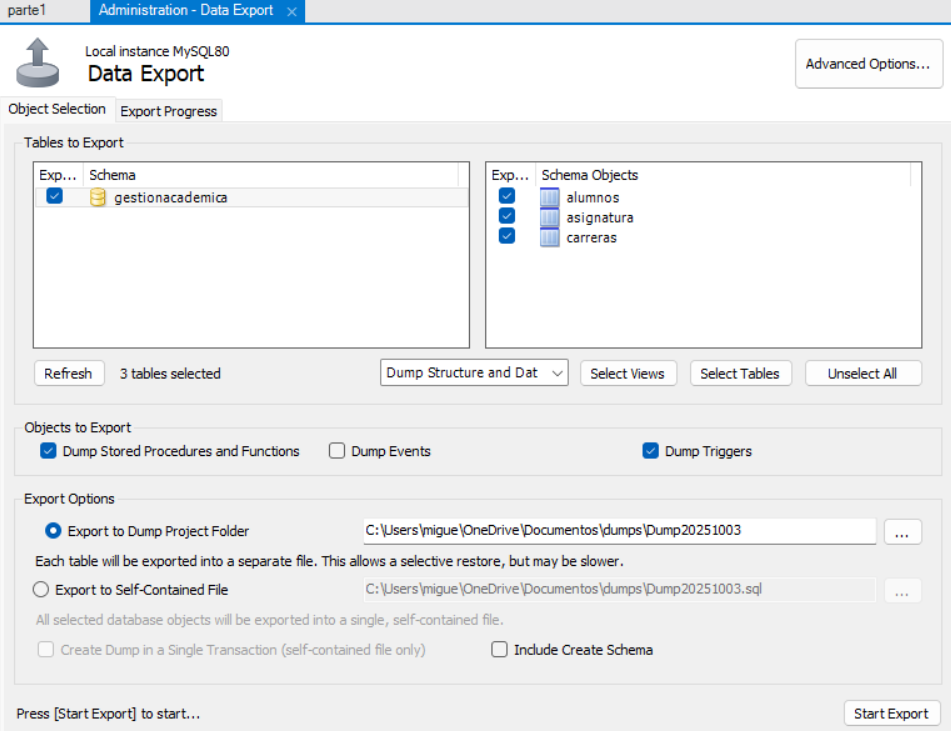 parte1 Administration - Data Export
Local instance MySQL80
Data Export
Advanced Options...
Object Selection Export Progress
Tables to Export
Exp... Schema
gestionacademica
Exp... Schema Objects
alumnos
asignatura
carreras
Refresh 3 tables selected Dump Structure and Dat Select Views Select Tables Unselect All
Objects to Export
Dump Stored Procedures and Functions Dump Events Dump Triggers
Export Options
Export to Dump Project Folder C:\Users\migue\OneDrive\Documentos\dumps\Dump20251003 ...
Each table will be exported into a separate file. This allows a selective restore, but may be slower.
Export to Self-Contained File C:\Users\migue\OneDrive\Documentos\dumps\Dump20251003.sql ...
All selected database objects will be exported into a single, self-contained file.
Create Dump in a Single Transaction (self-contained file only) Include Create Schema
Press [Start Export] to start... Start Export